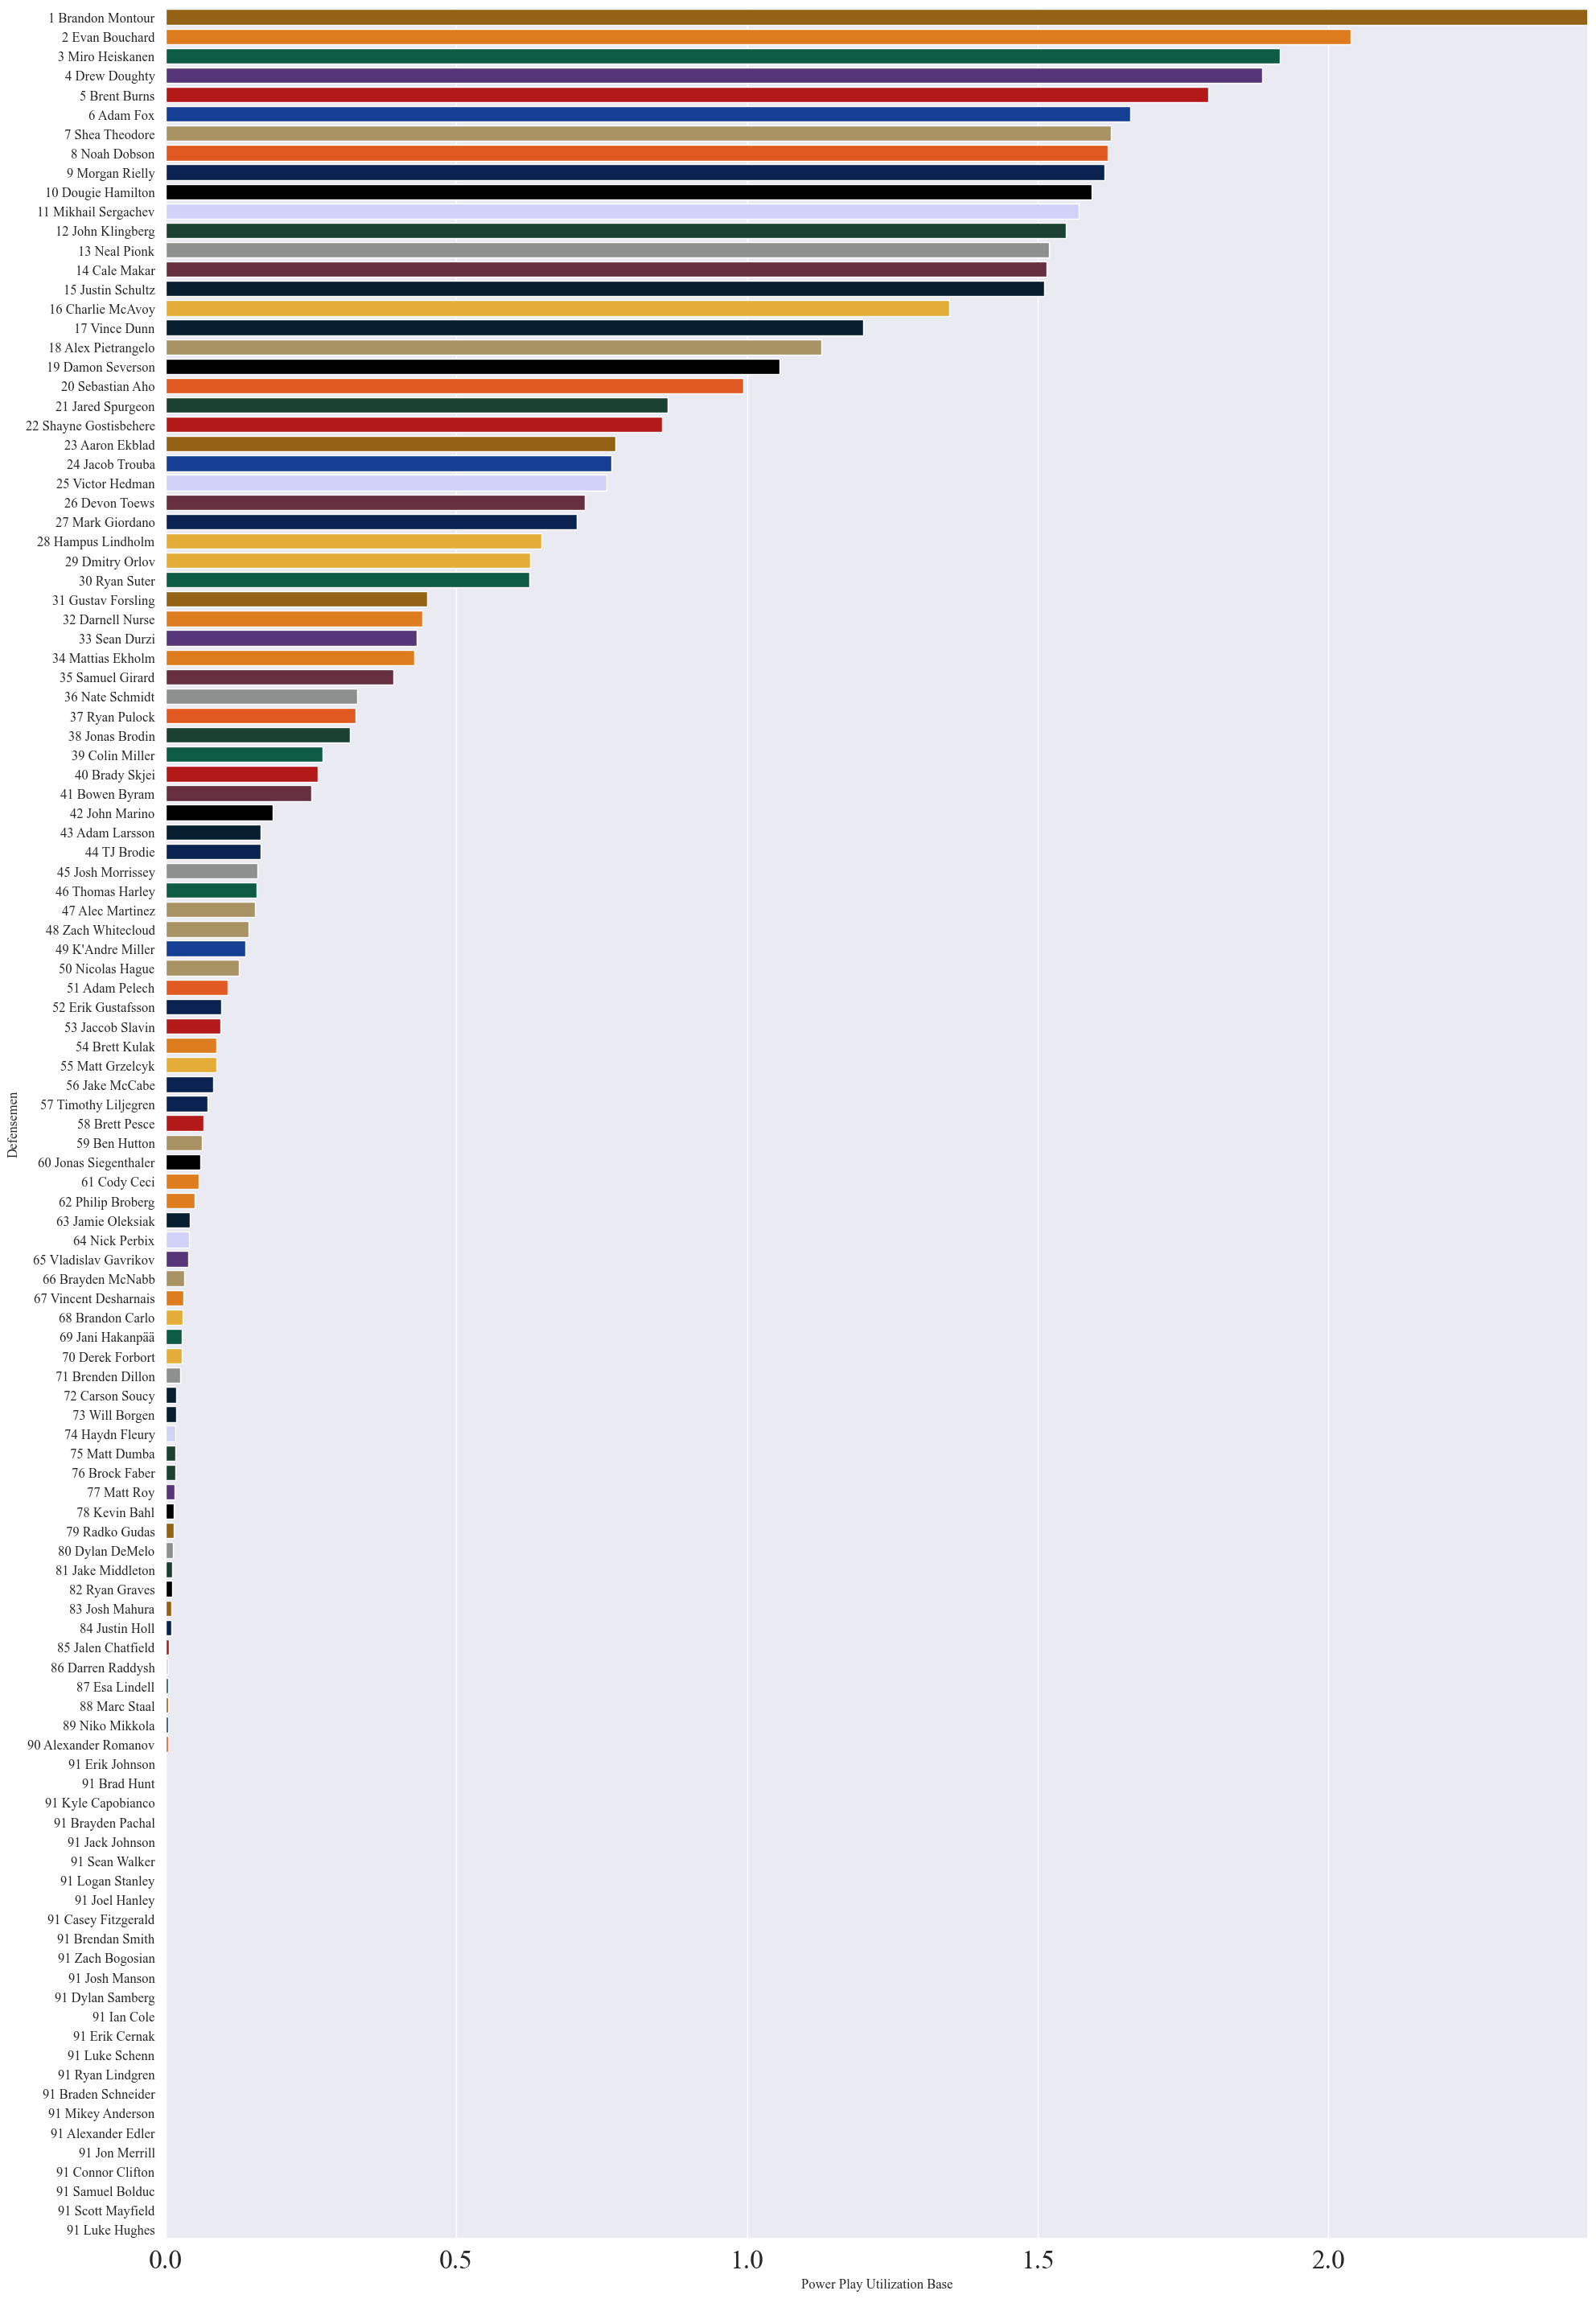 1 Brandon Montour
2 Evan Bouchard
3 Miro Heiskanen
4 Drew Doughty
5 Brent Burns
6 Adam Fox
7 Shea Theodore
8 Noah Dobson
9 Morgan Rielly
10 Dougie Hamilton
11 Mikhail Sergachev
12 John Klingberg
13 Neal Pionk
14 Cale Makar
15 Justin Schultz
16 Charlie McAvoy
17 Vince Dunn
18 Alex Pietrangelo
19 Damon Severson
20 Sebastian Aho
21 Jared Spurgeon
22 Shayne Gostisbehere
23 Aaron Ekblad
24 Jacob Trouba
25 Victor Hedman
26 Devon Toews
27 Mark Giordano
28 Hampus Lindholm
29 Dmitry Orlov
30 Ryan Suter
31 Gustav Forsling
32 Darnell Nurse
33 Sean Durzi
34 Mattias Ekholm
35 Samuel Girard
36 Nate Schmidt
37 Ryan Pulock
38 Jonas Brodin
39 Colin Miller
40 Brady Skjei
41 Bowen Byram
42 John Marino
43 Adam Larsson
44 TJ Brodie
45 Josh Morrissey
46 Thomas Harley
47 Alec Martinez
48 Zach Whitecloud
49 K'Andre Miller
50 Nicolas Hague
51 Adam Pelech
52 Erik Gustafsson
53 Jaccob Slavin
54 Brett Kulak
55 Matt Grzelcyk
56 Jake McCabe
57 Timothy Liljegren
58 Brett Pesce
59 Ben Hutton
60 Jonas Siegenthaler
61 Cody Ceci
62 Philip Broberg
63 Jamie Oleksiak
64 Nick Perbix
65 Vladislav Gavrikov
66 Brayden McNabb
67 Vincent Desharnais
68 Brandon Carlo
69 Jani Hakanpää
70 Derek Forbort
71 Brenden Dillon
72 Carson Soucy
73 Will Borgen
74 Haydn Fleury
75 Matt Dumba
76 Brock Faber
77 Matt Roy
78 Kevin Bahl
79 Radko Gudas
80 Dylan DeMelo
81 Jake Middleton
82 Ryan Graves
83 Josh Mahura
84 Justin Holl
85 Jalen Chatfield
86 Darren Raddysh
87 Esa Lindell
88 Marc Staal
89 Niko Mikkola
90 Alexander Romanov
91 Erik Johnson
91 Brad Hunt
91 Kyle Capobianco
91 Brayden Pachal
91 Jack Johnson
91 Sean Walker
91 Logan Stanley
91 Joel Hanley
91 Casey Fitzgerald
91 Brendan Smith
91 Zach Bogosian
91 Josh Manson
91 Dylan Samberg
91 Ian Cole
91 Erik Cernak
91 Luke Schenn
91 Ryan Lindgren
91 Braden Schneider
91 Mikey Anderson
91 Alexander Edler
91 Jon Merrill
91 Connor Clifton
91 Samuel Bolduc
91 Scott Mayfield
91 Luke Hughes
Defensemen
0.0 0.5 1.0 1.5 2.0
Power Play Utilization Base